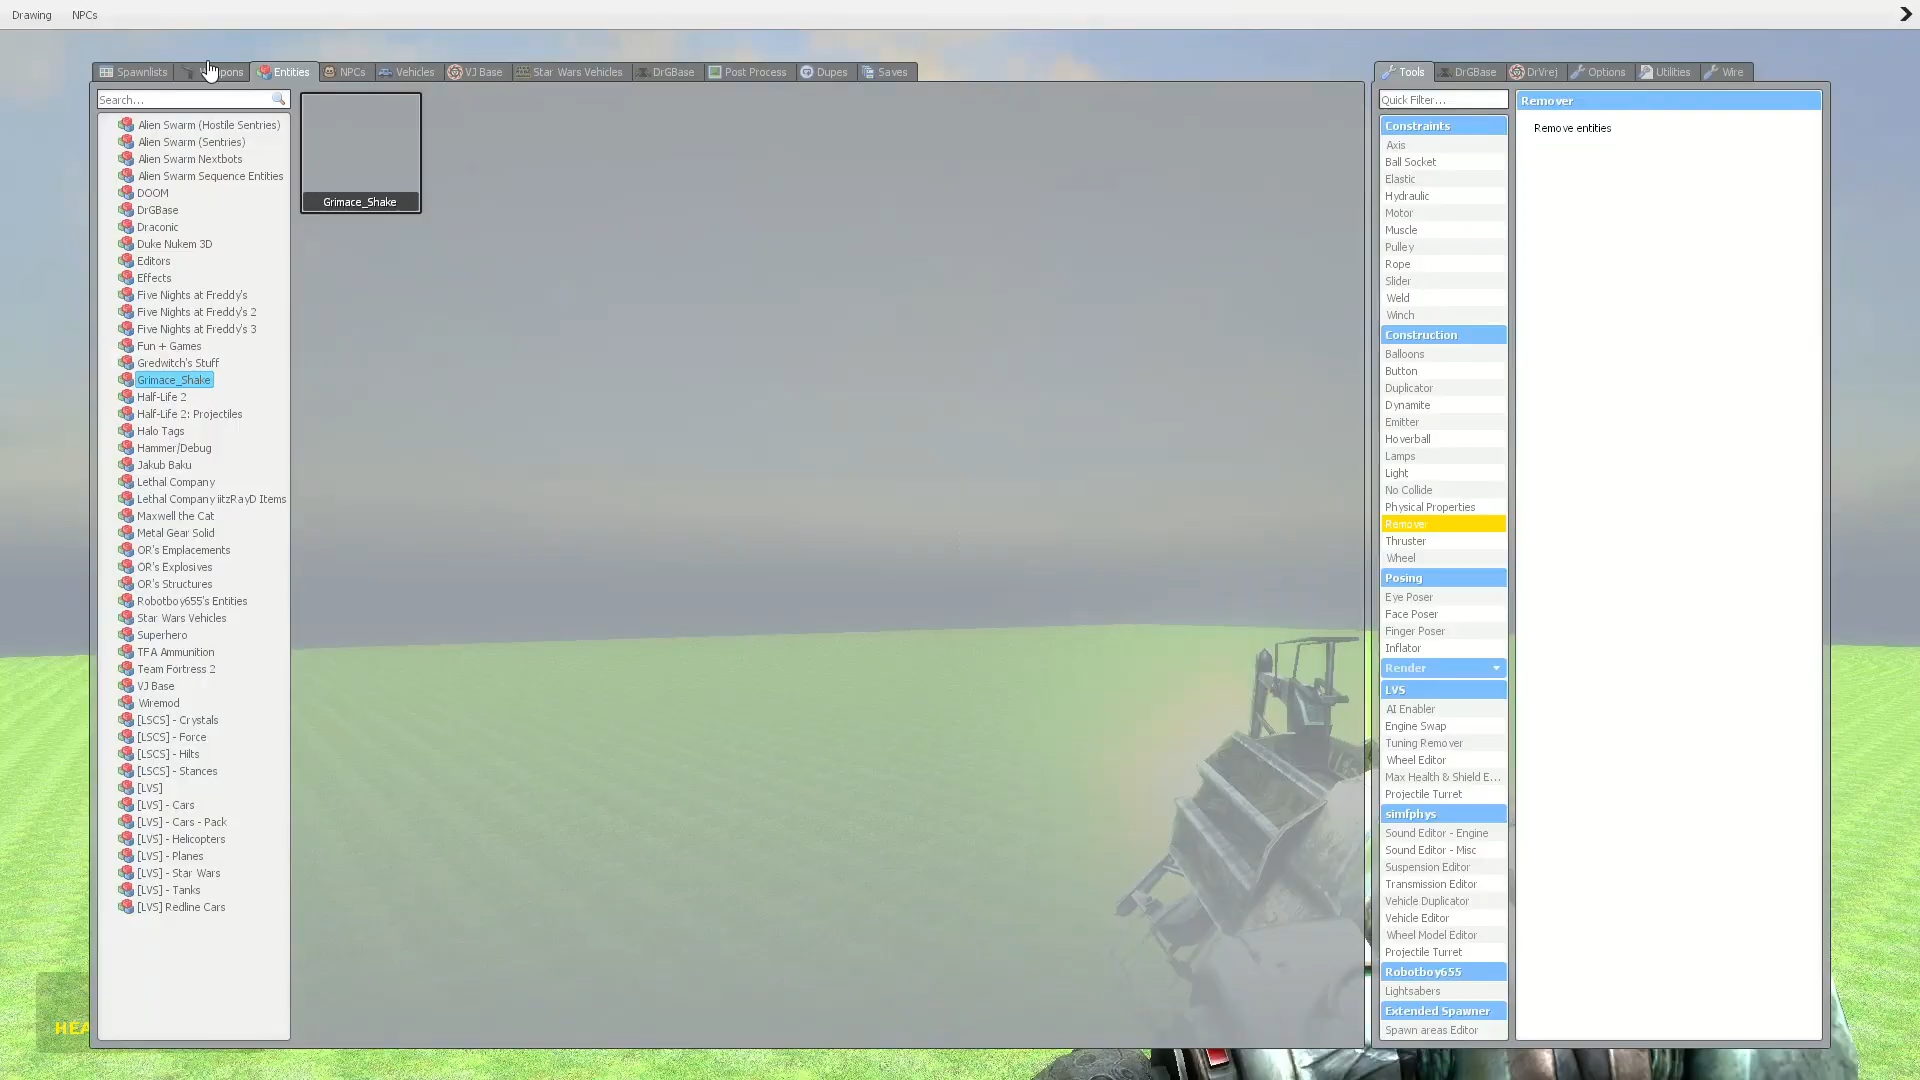 Drawing NPCs
Spawnlists Entities NPCs Vehicles VJ Base Star Wars Vehicles DrGBase Post Process Dupes Saves
Search...
Alien Swarm (Hostile Sentries)
Alien Swarm (Sentries)
Alien Swarm Nextbots
Alien Swarm Sequence Entities
DOOM
DrGBase
Draconic
Duke Nukem 3D
Editors
Effects
Five Nights at Freddy's
Five Nights at Freddy's 2
Five Nights at Freddy's 3
Fun + Games
Gredwitch's Stuff
Grimace_Shake
Half-Life 2
Half-Life 2: Projectiles
Halo Tags
Hammer/Debug
Jakub Baku
Lethal Company
Lethal Company iitzRayD Items
Maxwell the Cat
Metal Gear Solid
OR's Emplacements
OR's Explosives
OR's Structures
Robotboy655's Entities
Star Wars Vehicles
Superhero
TFA Ammunition
Team Fortress 2
VJ Base
Wiremod
[LSCS] - Crystals
[LSCS] - Force
[LSCS] - Hilts
[LSCS] - Stances
[LVS]
[LVS] - Cars
[LVS] - Cars - Pack
[LVS] - Helicopters
[LVS] - Planes
[LVS] - Star Wars
[LVS] - Tanks
[LVS] Redline Cars
Grimace_Shake
Tools DrGBase DrVrej Options Utilities Wire
Quick Filter...
Constraints
Axis
Ball Socket
Elastic
Hydraulic
Motor
Muscle
Pulley
Rope
Slider
Weld
Winch
Construction
Balloons
Button
Duplicator
Dynamite
Emitter
Hoverball
Lamps
Light
No Collide
Physical Properties
Remover
Thruster
Wheel
Posing
Eye Poser
Face Poser
Finger Poser
Inflator
Render
LVS
AI Enabler
Engine Swap
Tuning Remover
Wheel Editor
Max Health & Shield E...
Projectile Turret
simfphys
Sound Editor - Engine
Sound Editor - Misc
Suspension Editor
Transmission Editor
Vehicle Duplicator
Vehicle Editor
Wheel Model Editor
Projectile Turret
Robotboy655
Lightsabers
Extended Spawner
Spawn areas Editor
Remover
Remove entities